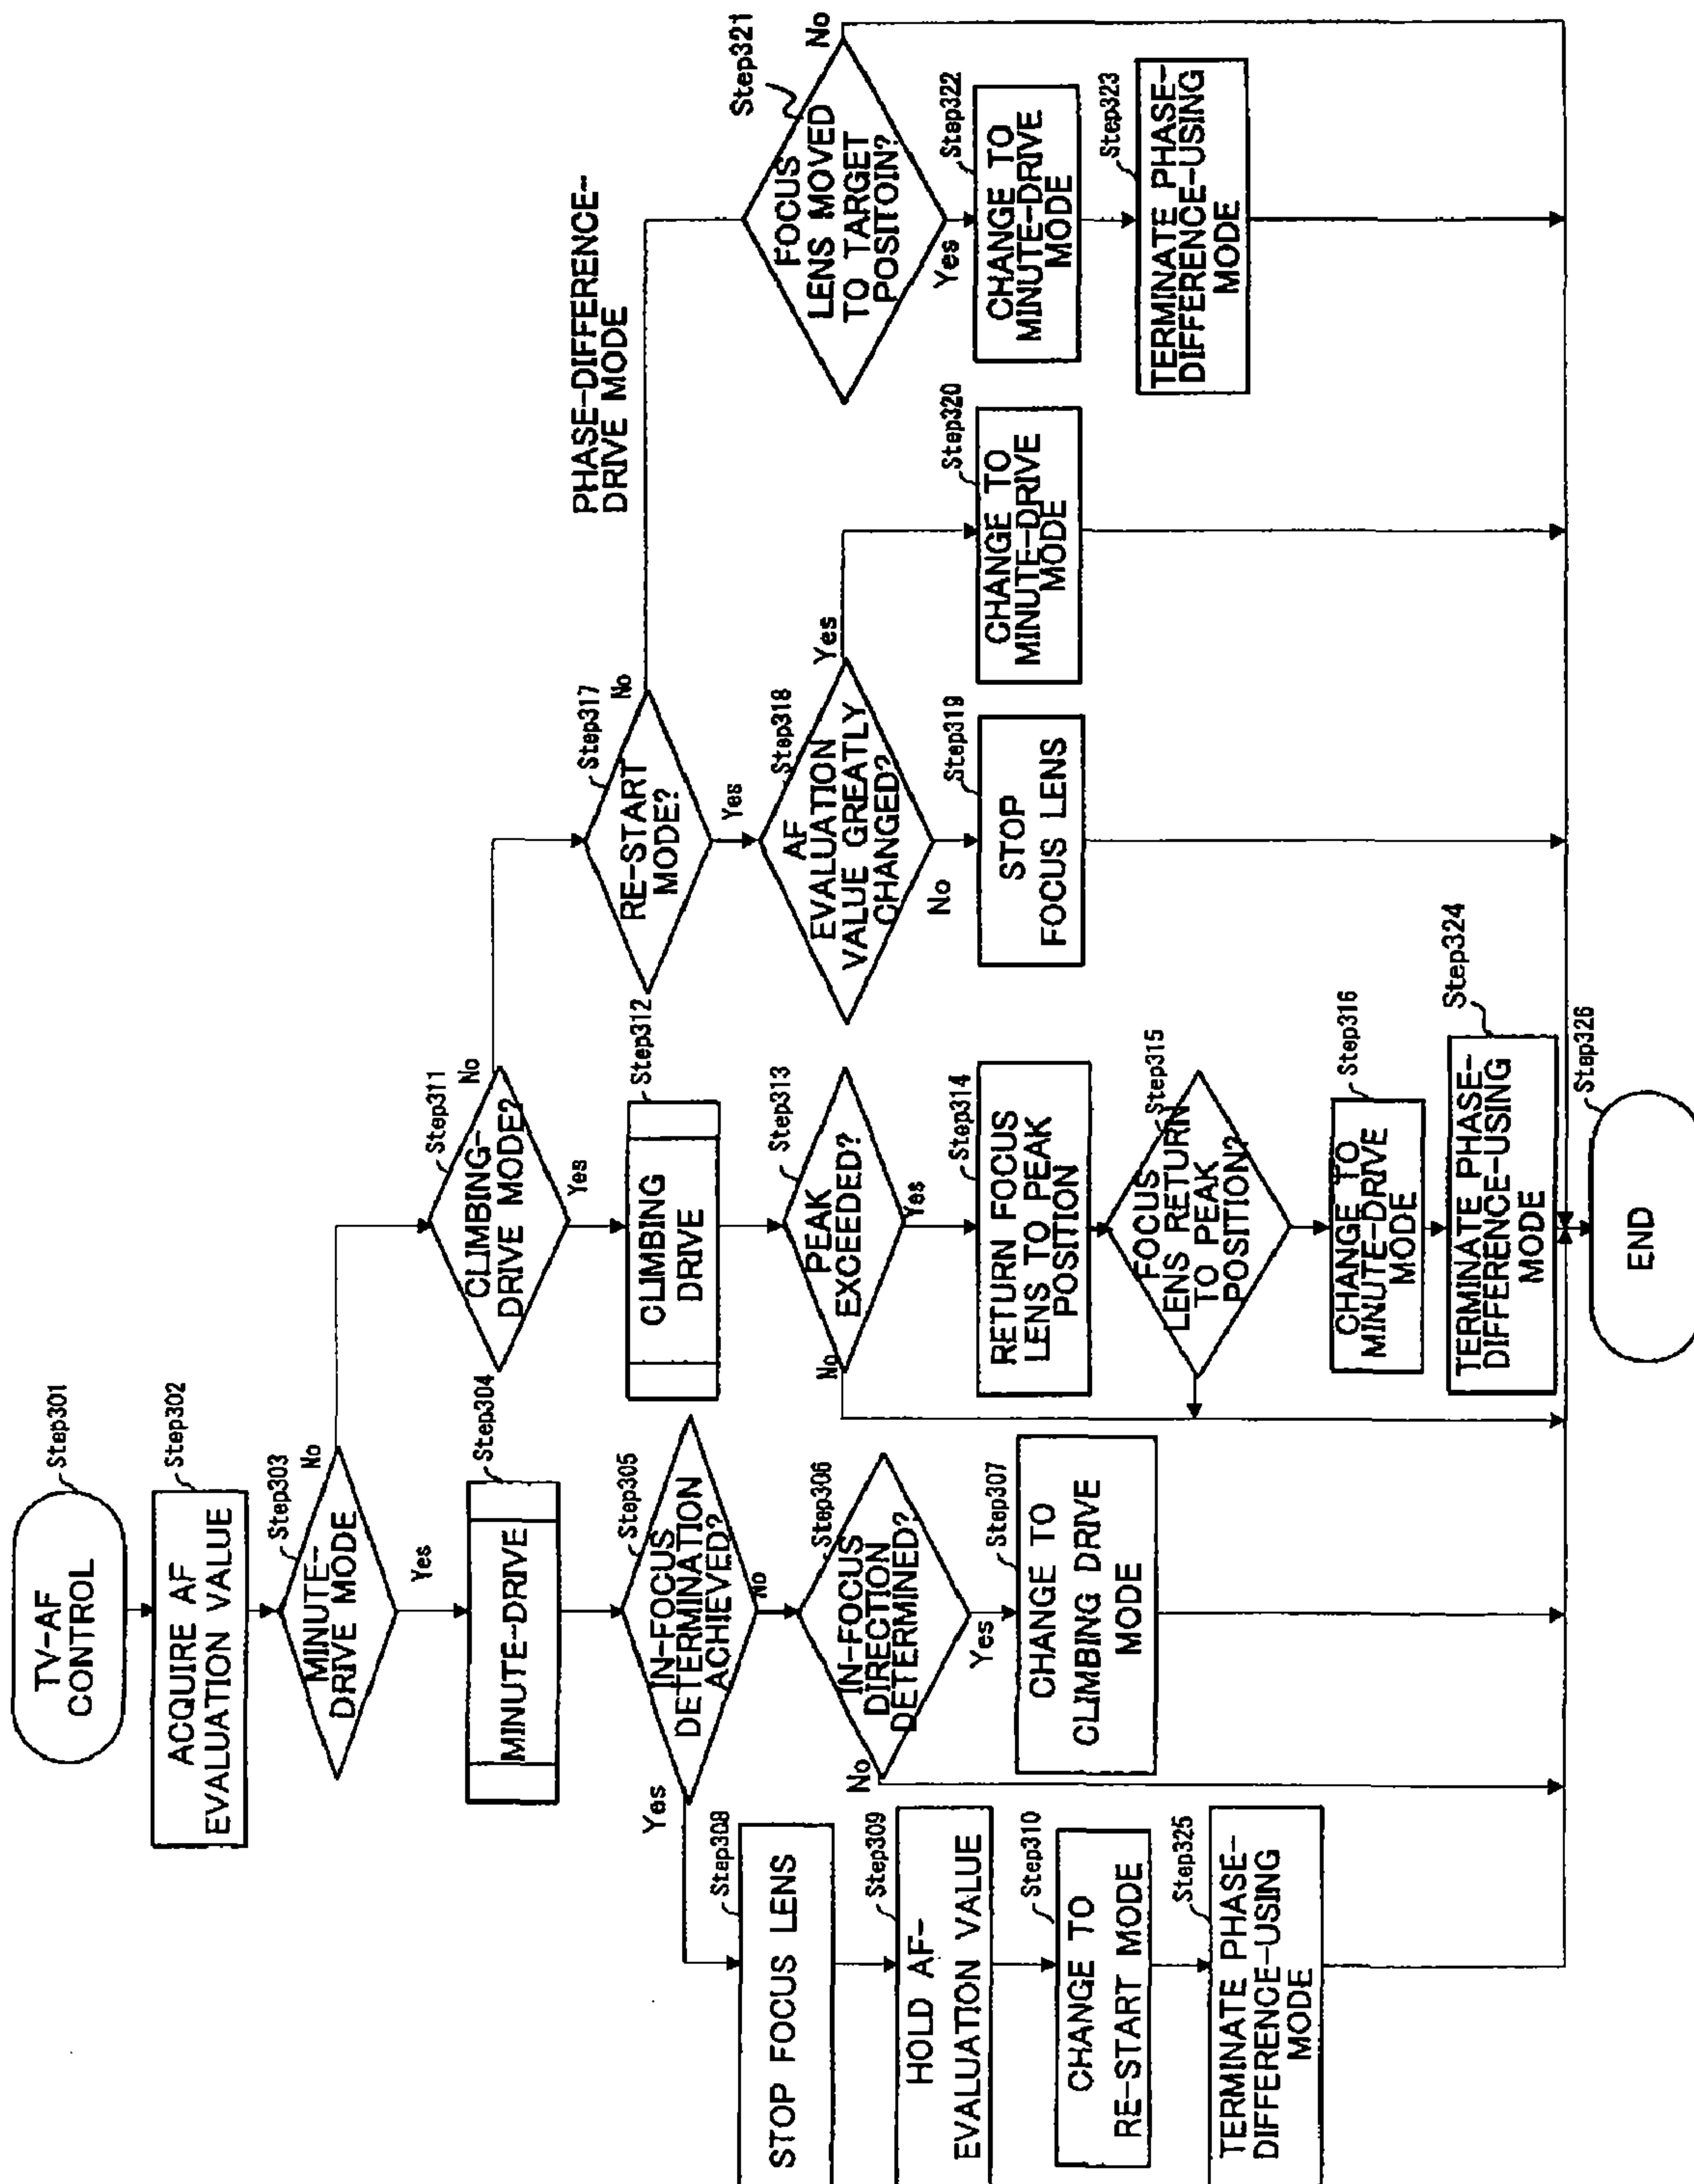 TV-AF
CONTROL
Step301
ACQUIRE AF
EVALUATION VALUE
Step302
MINUTE-
DRIVE MODE
Step303
No
Yes
MINUTE-DRIVE
Step304
IN-FOCUS
DETERMINATION
ACHIEVED?
Step305
Yes
No
IN-FOCUS
DIRECTION
DETERMINED?
Step306
No
Yes
CHANGE TO
CLIMBING DRIVE
MODE
Step307
STOP FOCUS LENS
Step308
HOLD AF-
EVALUATION VALUE
Step309
CHANGE TO
RE-START MODE
Step310
TERMINATE PHASE-
DIFFERENCE-USING
MODE
Step325
CLIMBING-
DRIVE MODE?
Step311
No
Yes
CLIMBING
DRIVE
Step312
PEAK
EXCEEDED?
Step313
No
Yes
RETURN FOCUS
LENS TO PEAK
POSITION
Step314
FOCUS
LENS RETURN
TO PEAK
POSITION?
Step315
CHANGE TO
MINUTE-DRIVE
MODE
Step316
TERMINATE PHASE-
DIFFERENCE-USING
MODE
Step324
RE-START
MODE?
Step317
No
Yes
AF
EVALUATION
VALUE GREATLY
CHANGED?
Step318
Yes
No
STOP
FOCUS LENS
Step319
CHANGE TO
MINUTE-DRIVE
MODE
Step320
PHASE-DIFFERENCE-
DRIVE MODE
FOCUS
LENS MOVED
TO TARGET
POSITOIN?
Step321
No
Yes
CHANGE TO
MINUTE-DRIVE
MODE
Step322
TERMINATE PHASE-
DIFFERENCE-USING
MODE
Step323
END
Step326